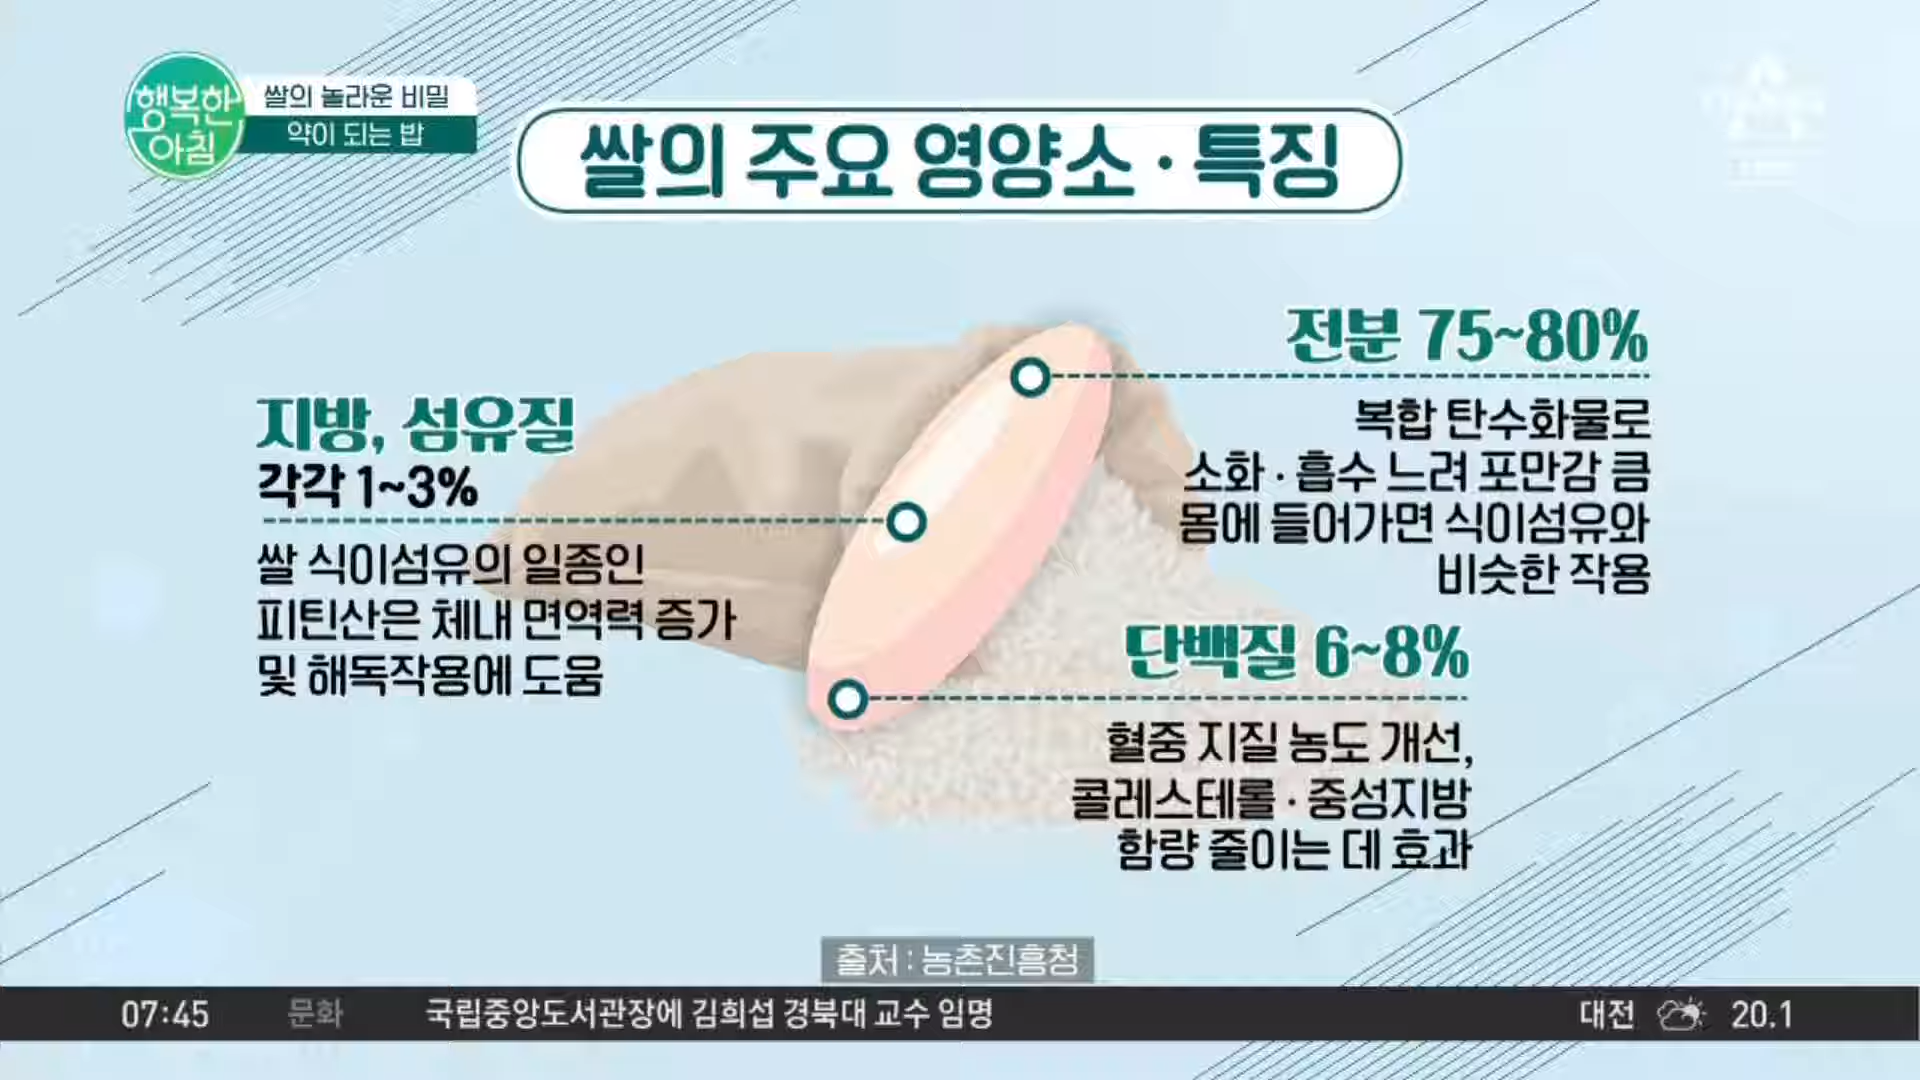 행복한
아침
쌀의 놀라운 비밀
약이 되는 밥
쌀의 주요 영양소 · 특징
지방, 섬유질
각각 1~3%
쌀 식이섬유의 일종인
피틴산은 체내 면역력 증가
및 해독작용에 도움
전분 75~80%
복합 탄수화물로
소화 · 흡수 느려 포만감 큼
몸에 들어가면 식이섬유와
비슷한 작용
단백질 6~8%
혈중 지질 농도 개선,
콜레스테롤 · 중성지방
함량 줄이는 데 효과
출처 : 농촌진흥청
07:45 문화 국립중앙도서관장에 김희섭 경북대 교수 임명 대전 20.1